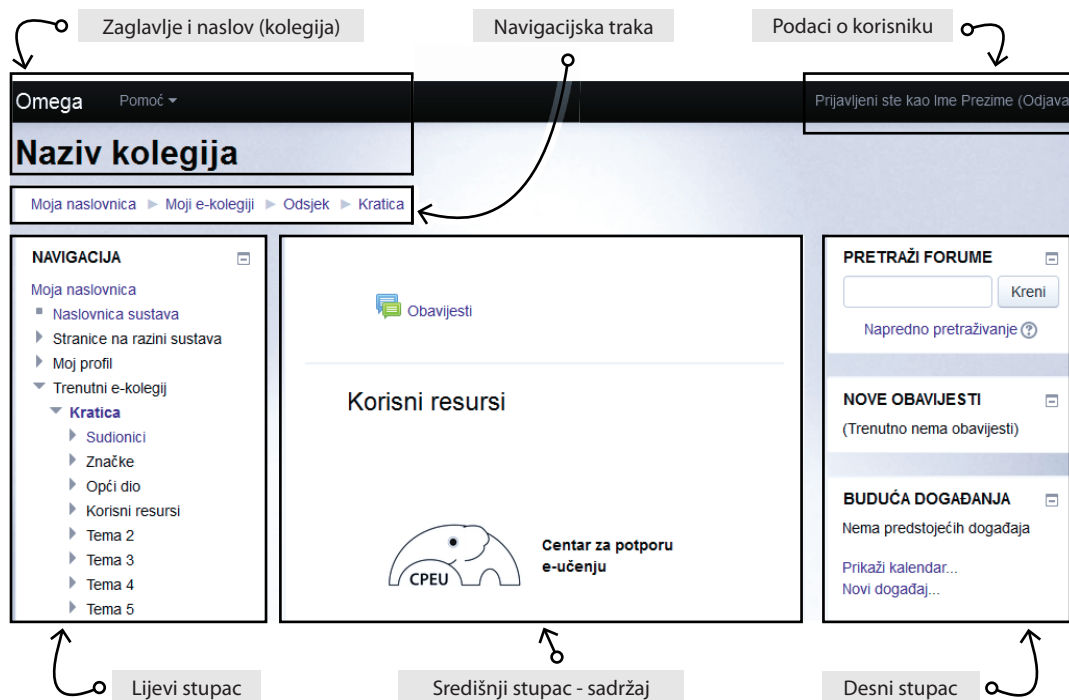 Zaglavlje i naslov (kolegija)
Navigacijska traka
Podaci o korisniku
Omega
Pomoć
Prijavljeni ste kao Ime Prezime (Odjava
Naziv kolegija
Moja naslovnica
Moji e-kolegiji
Odsjek
Kratica
NAVIGACIJA
Moja naslovnica
Naslovnica sustava
Stranice na razini sustava
Moj profil
Trenutni e-kolegij
Kratica
Sudionici
Značke
Opći dio
Korisni resursi
Tema 2
Tema 3
Tema 4
Tema 5
Obavijesti
Korisni resursi
CPEU
Centar za potporu
e-učenju
PRETRAŽI FORUME
Kreni
Napredno pretraživanje
NOVE OBAVIJESTI
(Trenutno nema obavijesti)
BUDUĆA DOGAĐANJA
Nema predstojećih događaja
Prikaži kalendar...
Novi događaj...
Lijevi stupac
Središnji stupac - sadržaj
Desni stupac